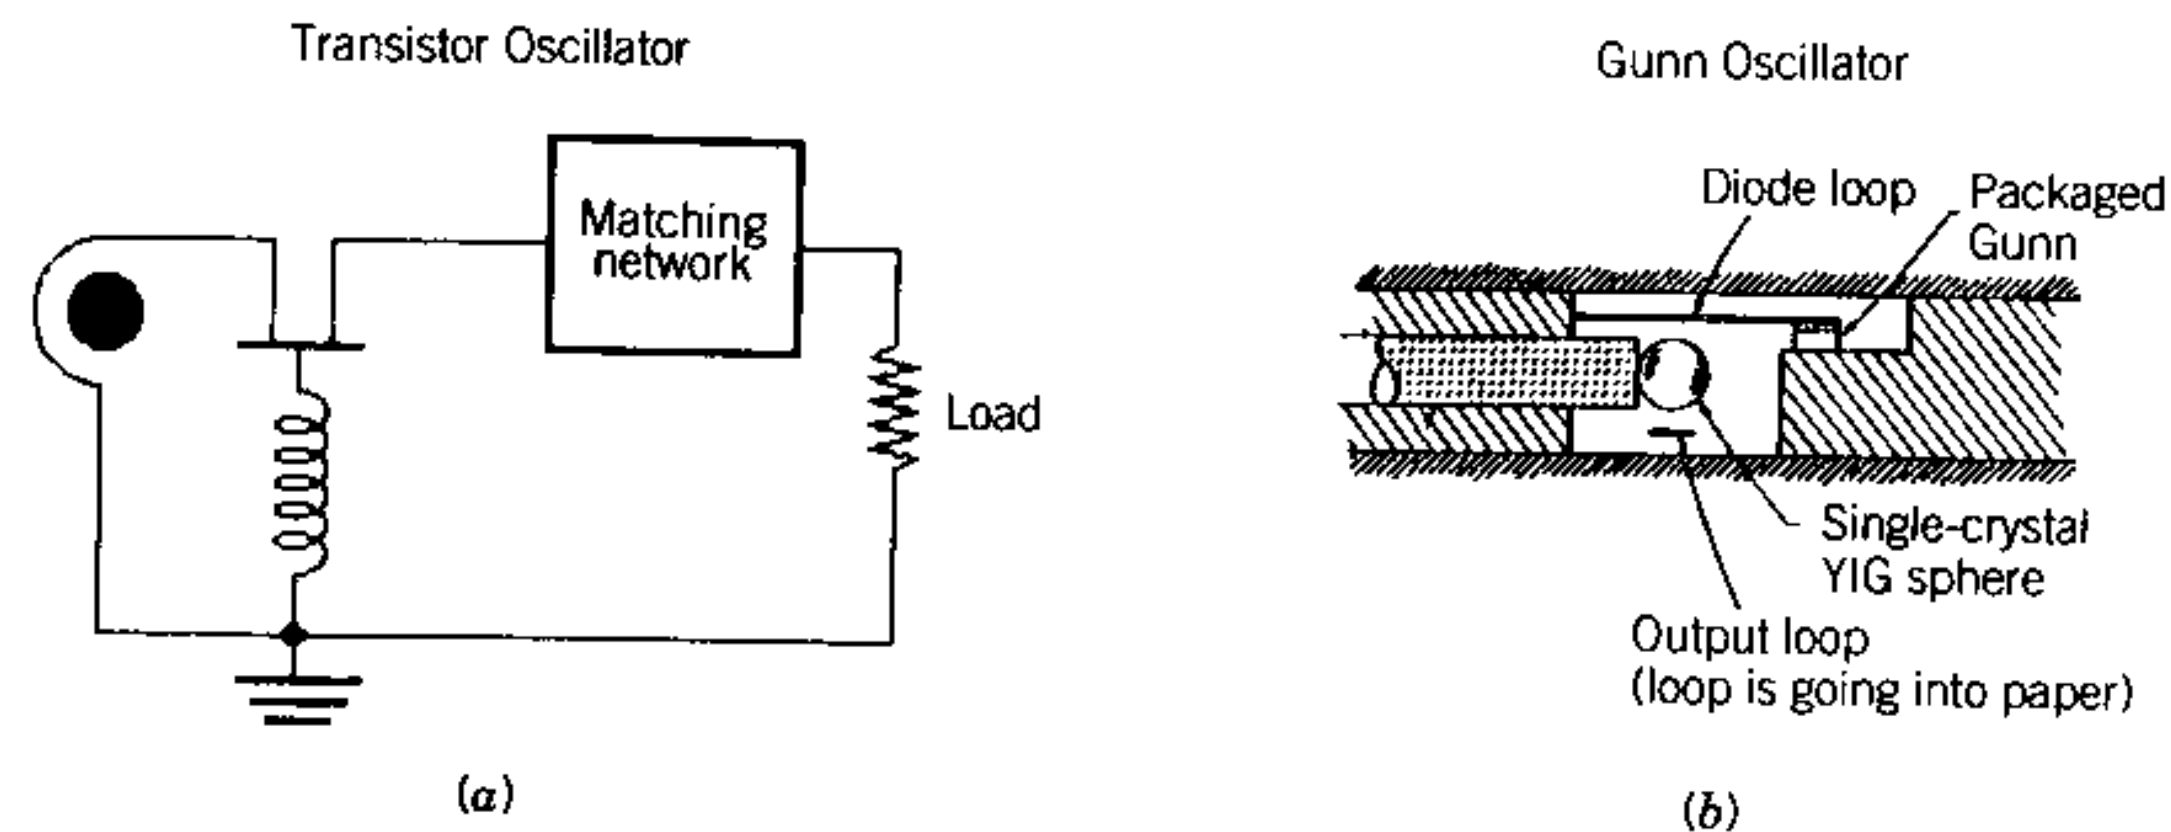 Transistor Oscillator
Matching
network
Load
(a)
Gunn Oscillator
Diode loop
Packaged
Gunn
Single-crystal
YIG sphere
Output loop
(loop is going into paper)
(b)